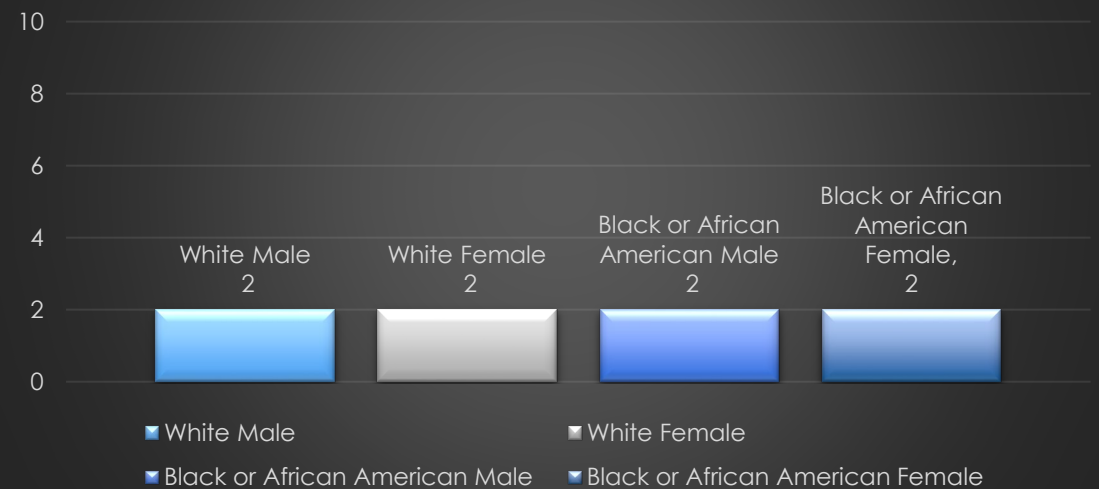 10
8
6
4
2
0
White Male
2
White Female
2
Black or African
American Male
2
Black or African
American
Female,
2
White Male
White Female
Black or African American Male
Black or African American Female